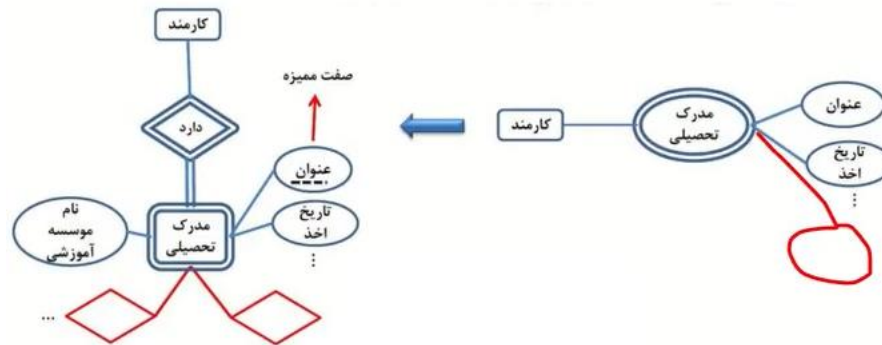 کارمند
صفت ممیزه
دارد
عنوان
نام
موسسه
آموزشی
مدرک
تحصیلی
تاریخ
اخذ
...
...
کارمند
مدرک
تحصیلی
عنوان
تاریخ
اخذ
...